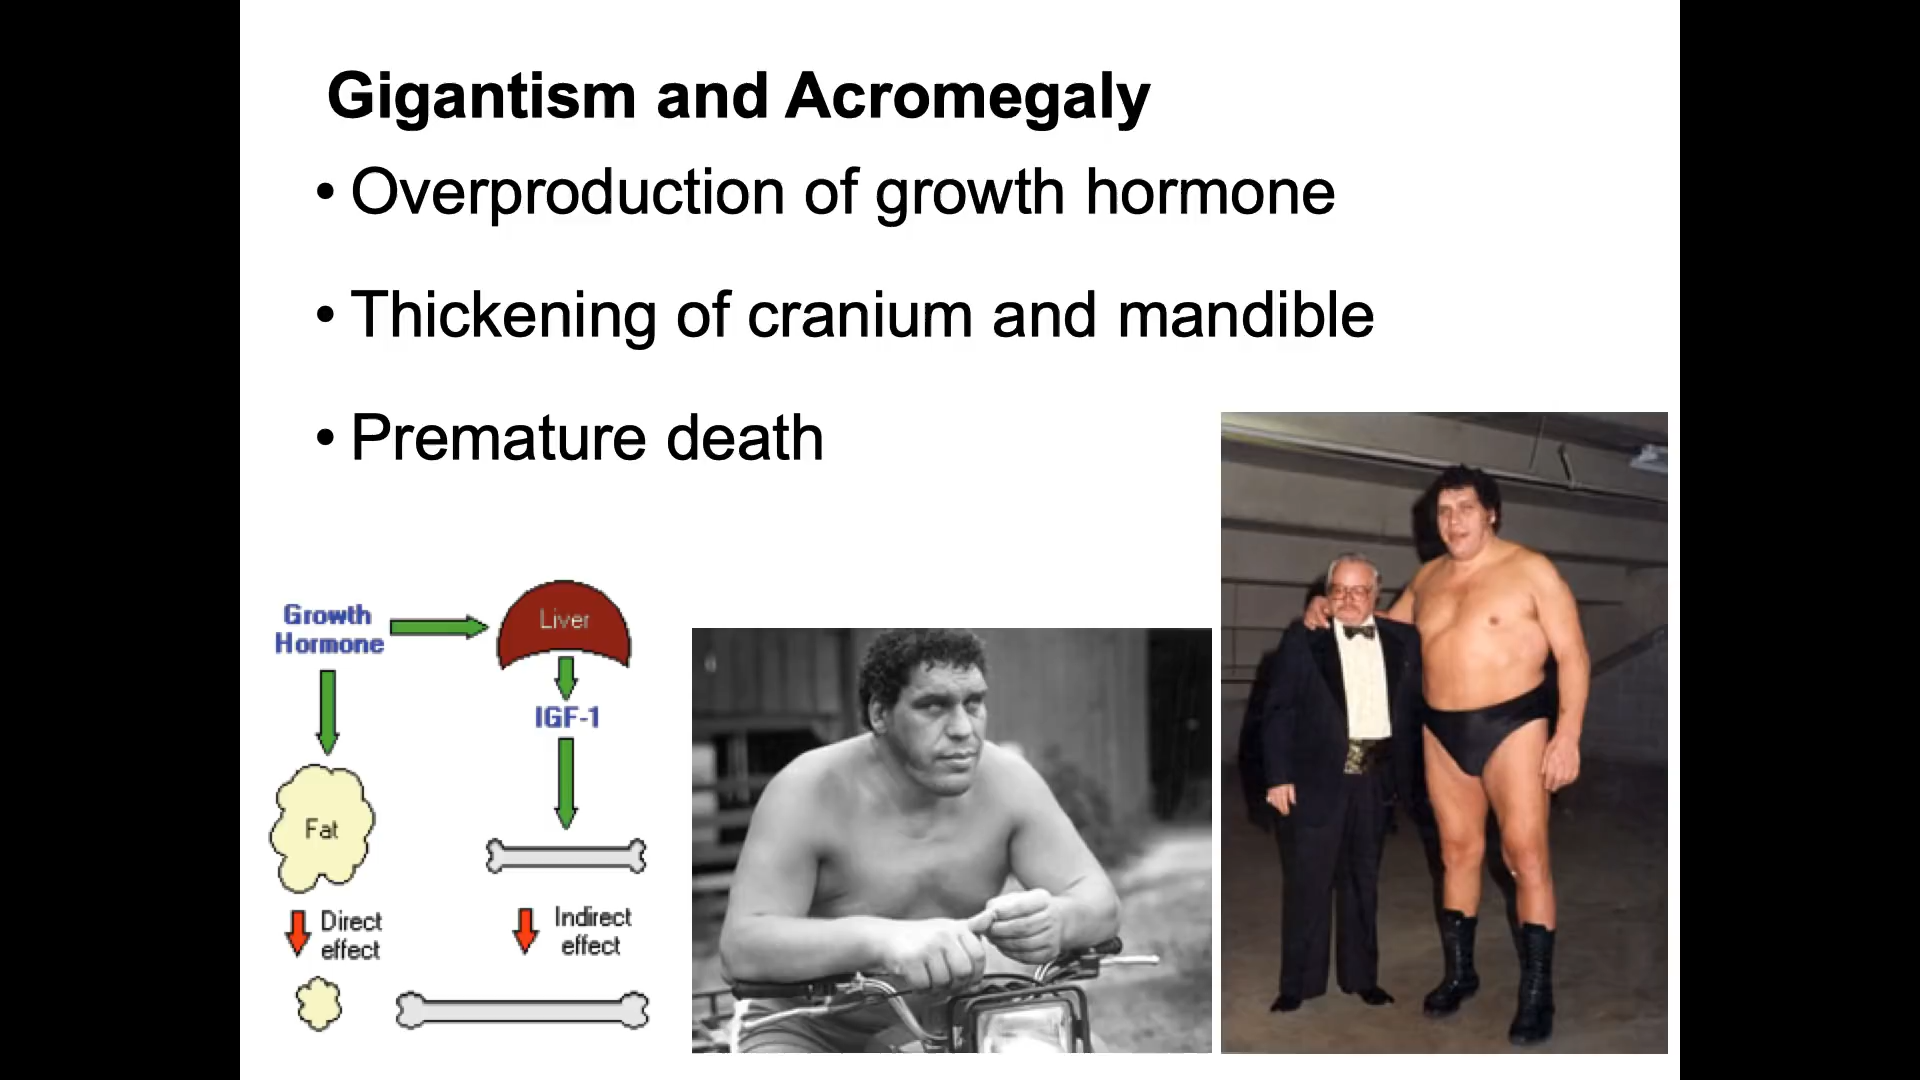 Gigantism and Acromegaly
• Overproduction of growth hormone
• Thickening of cranium and mandible
• Premature death
Growth
Hormone
Liver
IGF-1
Fat
Direct
effect
Indirect
effect